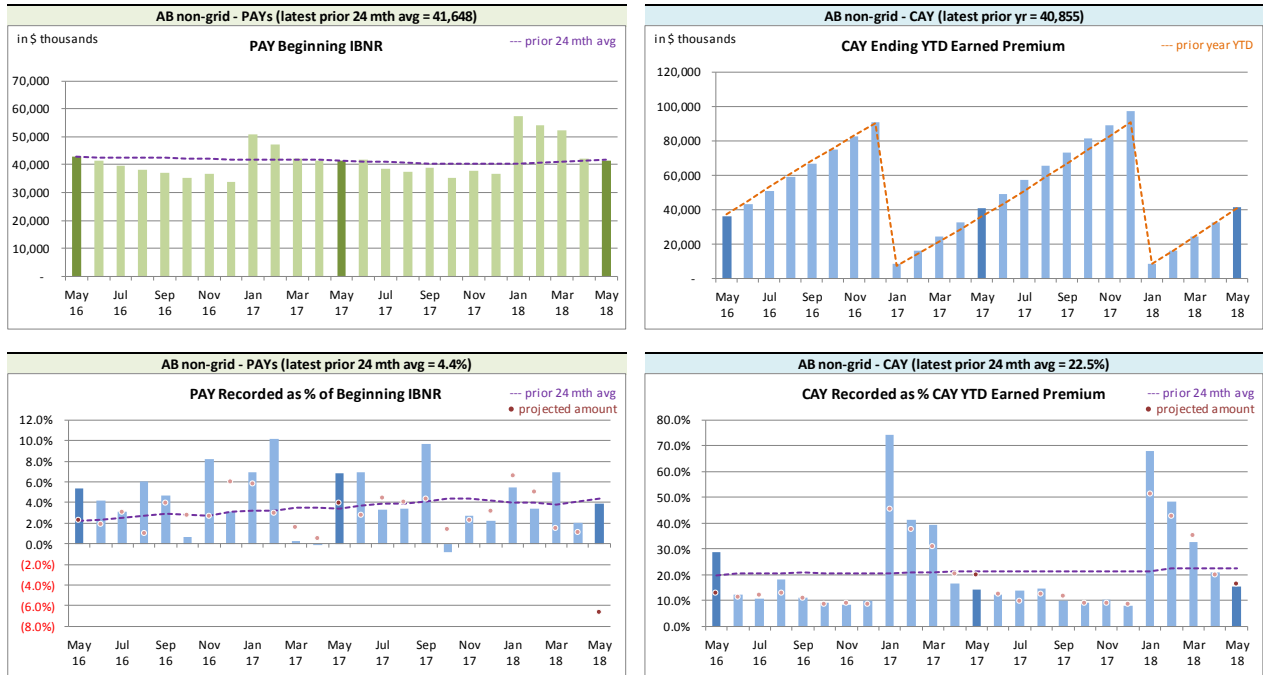 AB non-grid - PAYs (latest prior 24 mth avg = 41,648)
in $ thousands
PAY Beginning IBNR
--- prior 24 mth avg
70,000
60,000
50,000
40,000
30,000
20,000
10,000
-
May Jul Sep Nov Jan Mar May Jul Sep Nov Jan Mar May
16 16 16 16 17 17 17 17 17 17 18 18 18
AB non-grid - CAY (latest prior yr = 40,855)
in $ thousands
CAY Ending YTD Earned Premium
--- prior year YTD
120,000
100,000
80,000
60,000
40,000
20,000
-
May Jul Sep Nov Jan Mar May Jul Sep Nov Jan Mar May
16 16 16 16 17 17 17 17 17 17 18 18 18
AB non-grid - PAYs (latest prior 24 mth avg = 4.4%)
PAY Recorded as % of Beginning IBNR
--- prior 24 mth avg
● projected amount
12.0%
10.0%
8.0%
6.0%
4.0%
2.0%
0.0%
(2.0%)
(4.0%)
(6.0%)
(8.0%)
May Jul Sep Nov Jan Mar May Jul Sep Nov Jan Mar May
16 16 16 16 17 17 17 17 17 17 18 18 18
AB non-grid - CAY (latest prior 24 mth avg = 22.5%)
CAY Recorded as % CAY YTD Earned Premium
--- prior 24 mth avg
● projected amount
80.0%
70.0%
60.0%
50.0%
40.0%
30.0%
20.0%
10.0%
0.0%
May Jul Sep Nov Jan Mar May Jul Sep Nov Jan Mar May
16 16 16 16 17 17 17 17 17 17 18 18 18